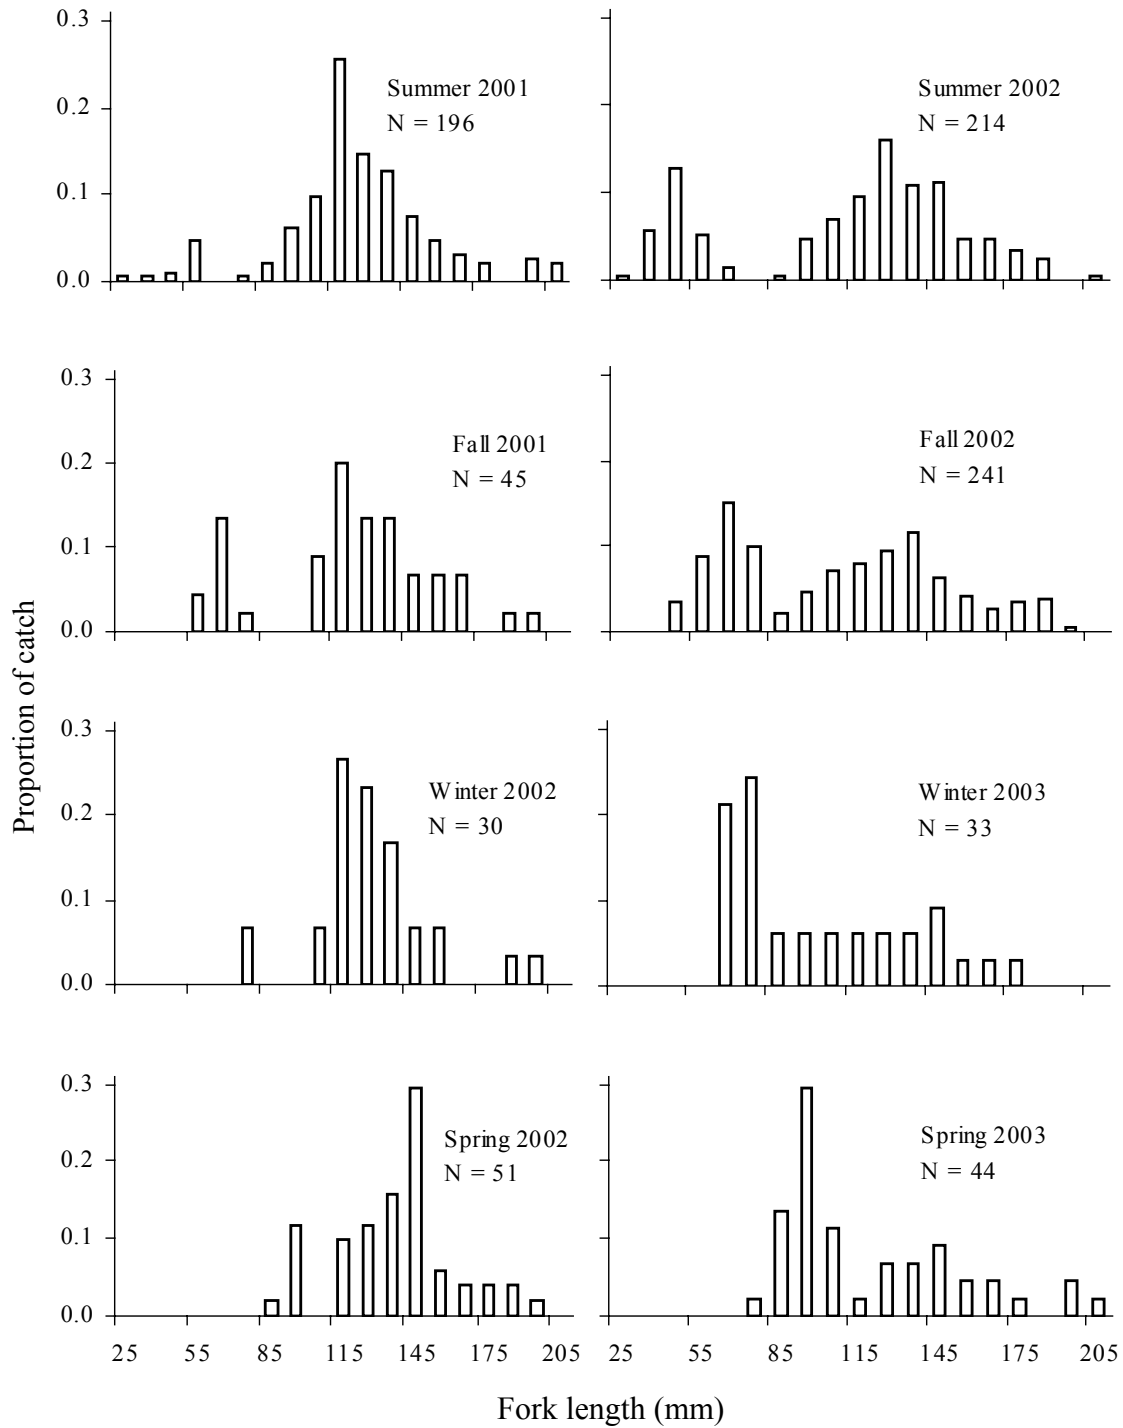 0.3
0.2
0.1
0.0
Summer 2001
N = 196
Summer 2002
N = 214
0.3
0.2
0.1
0.0
Fall 2001
N = 45
Fall 2002
N = 241
0.3
0.2
0.1
0.0
Winter 2002
N = 30
Winter 2003
N = 33
0.3
0.2
0.1
0.0
Spring 2002
N = 51
Spring 2003
N = 44
25 55 85 115 145 175 205
25 55 85 115 145 175 205
Proportion of catch
Fork length (mm)